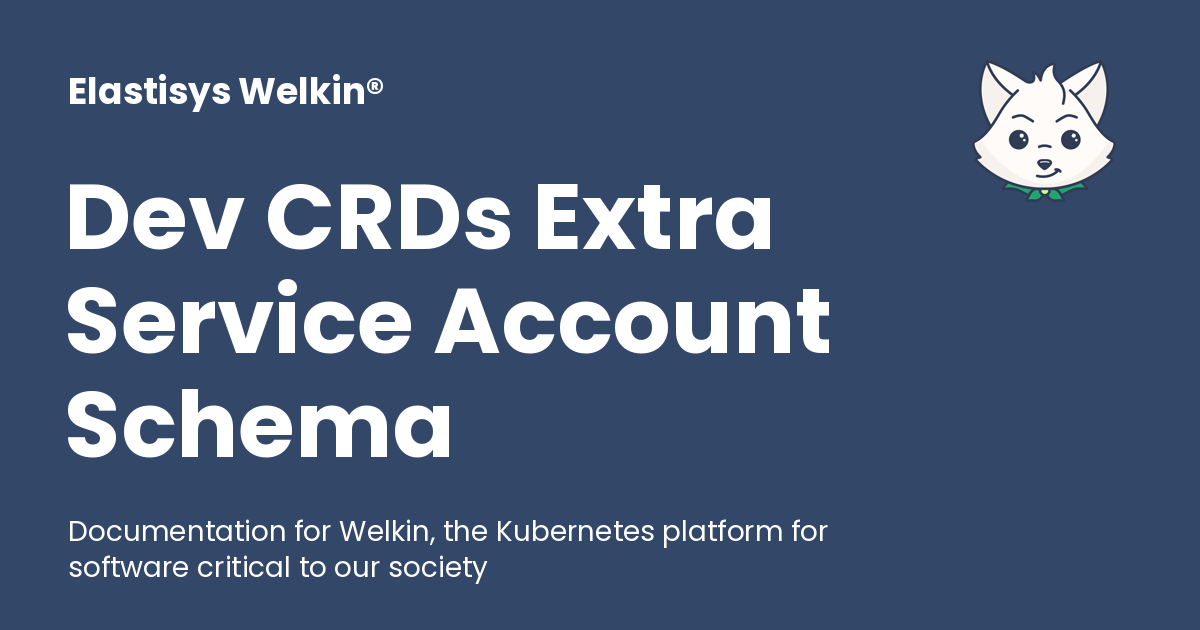 Elastisys Welkin®
Dev CRDs Extra
Service Account
Schema
Documentation for Welkin, the Kubernetes platform for
software critical to our society